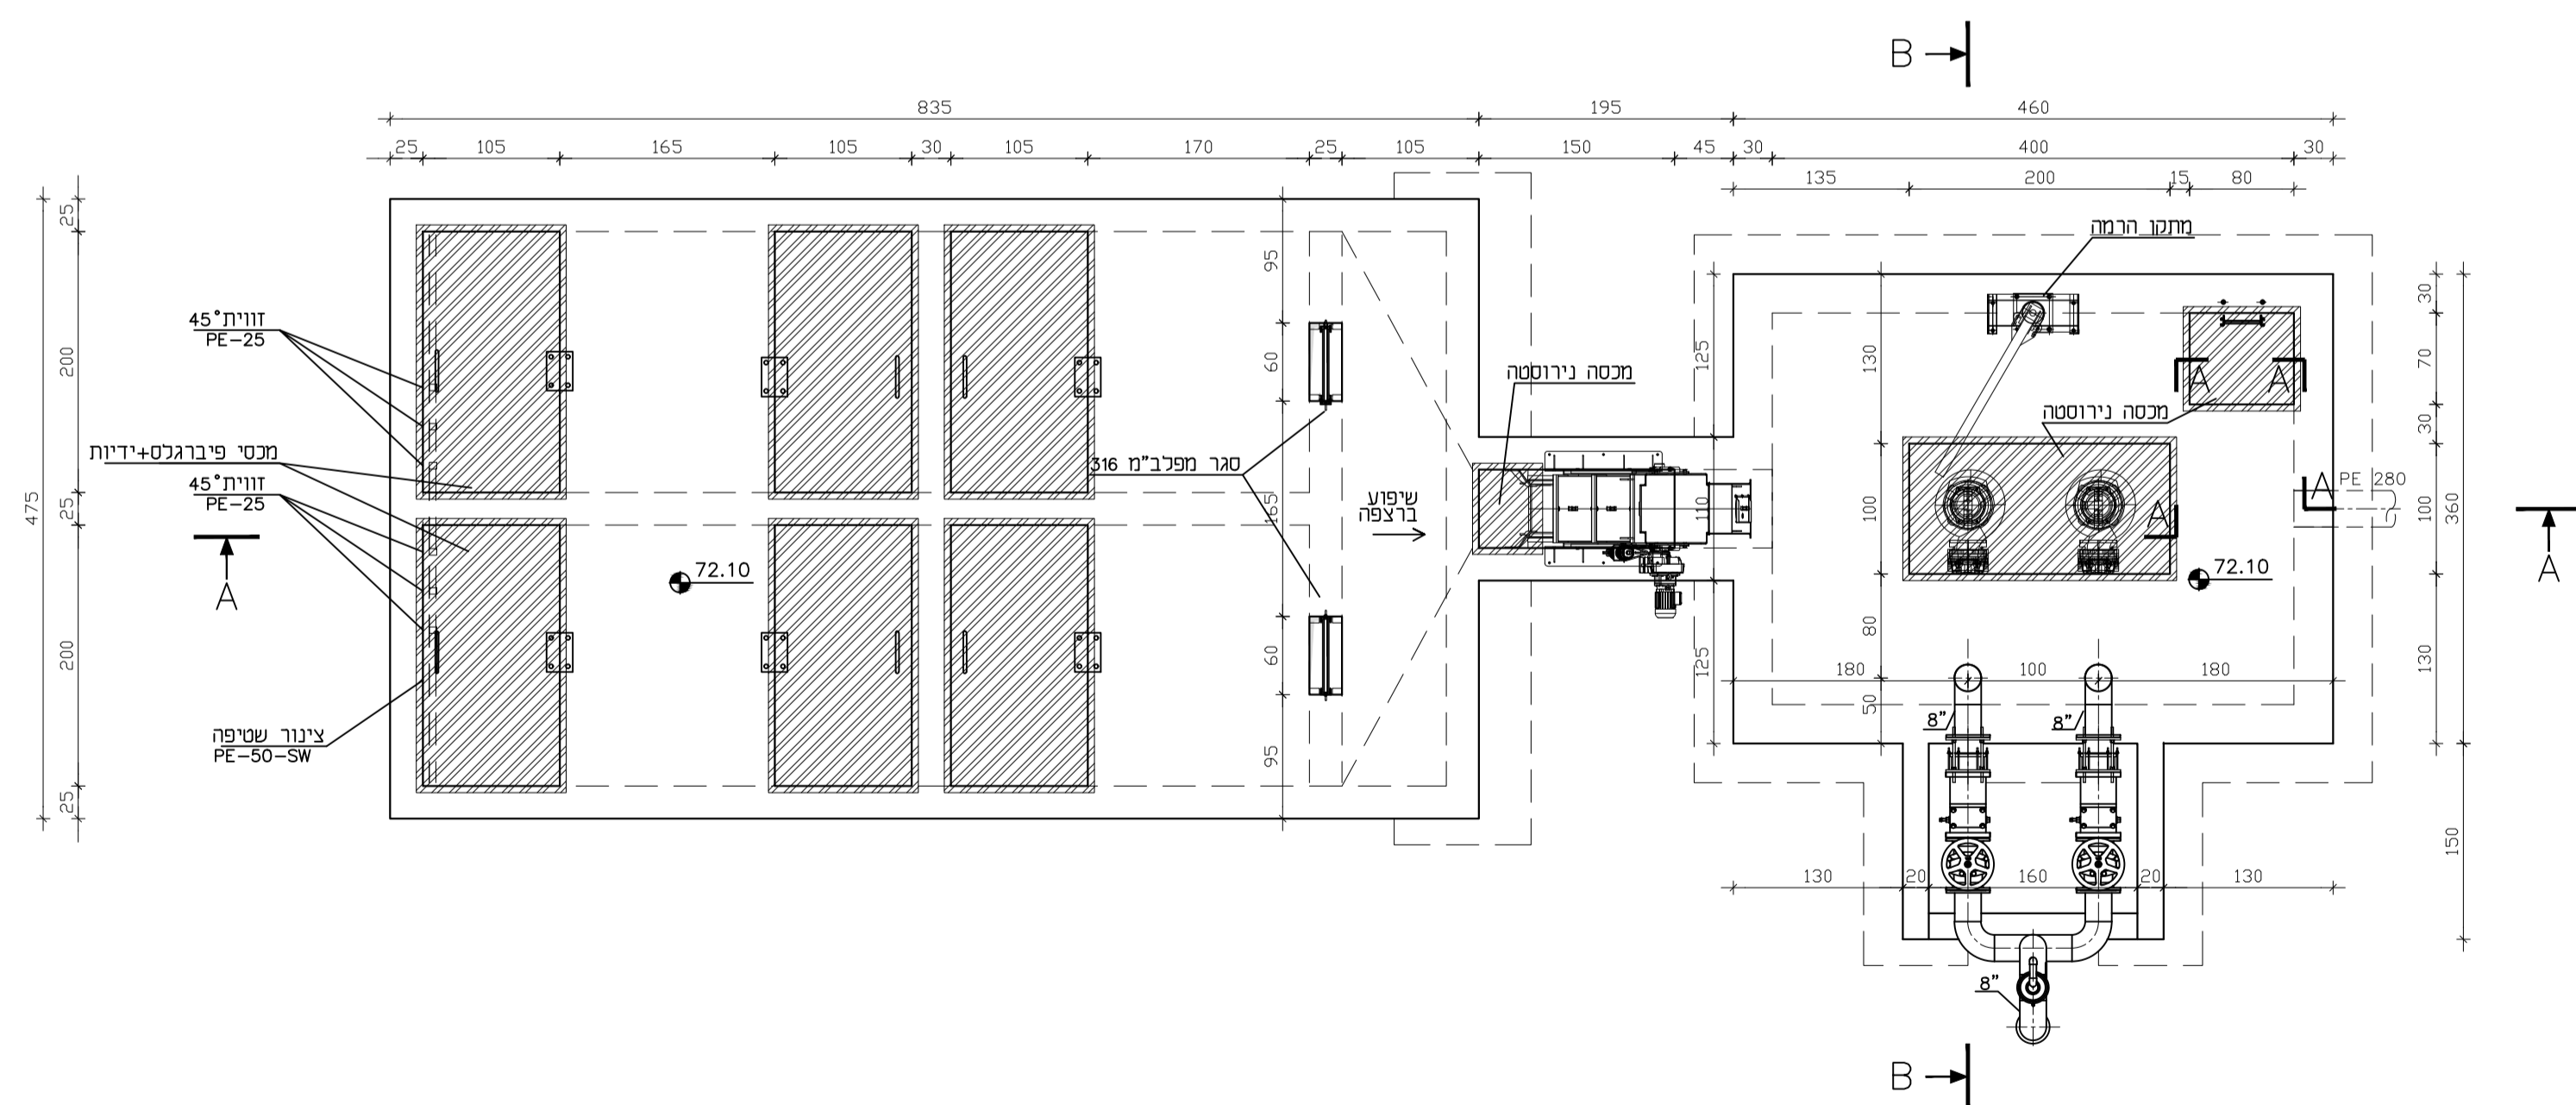 B
835
195
460
25
105
165
105
30
105
170
25
105
150
45
30
400
30
135
200
15
80
475
25
200
25
200
25
מתקן הרמה
זווית 45°
PE-25
מכסי פיברגלס+ידיות
זווית 45°
PE-25
95
60
165
60
95
125
110
125
130
100
80
50
30
70
30
100
130
360
150
מכסה נירוסטה
מכסה נירוסטה
סגר מפלב"מ 316
שיפוע
ברצפה
A
A
A
A
PE 280
A
A
72.10
72.10
צינור שטיפה
PE-50-SW
180
100
180
8"
8"
130
20
160
20
130
8"
B